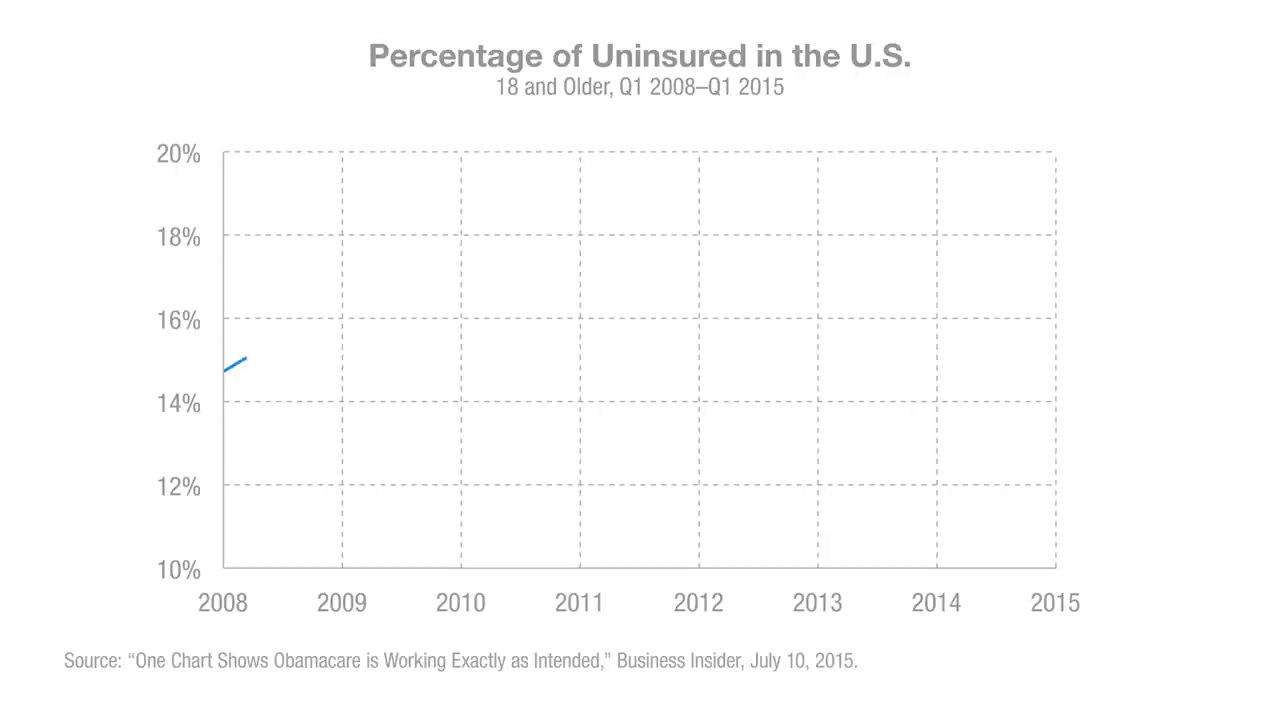 Percentage of Uninsured in the U.S.
18 and Older, Q1 2008–Q1 2015
20%
18%
16%
14%
12%
10%
2008 2009 2010 2011 2012 2013 2014 2015
Source: “One Chart Shows Obamacare is Working Exactly as Intended,” Business Insider, July 10, 2015.